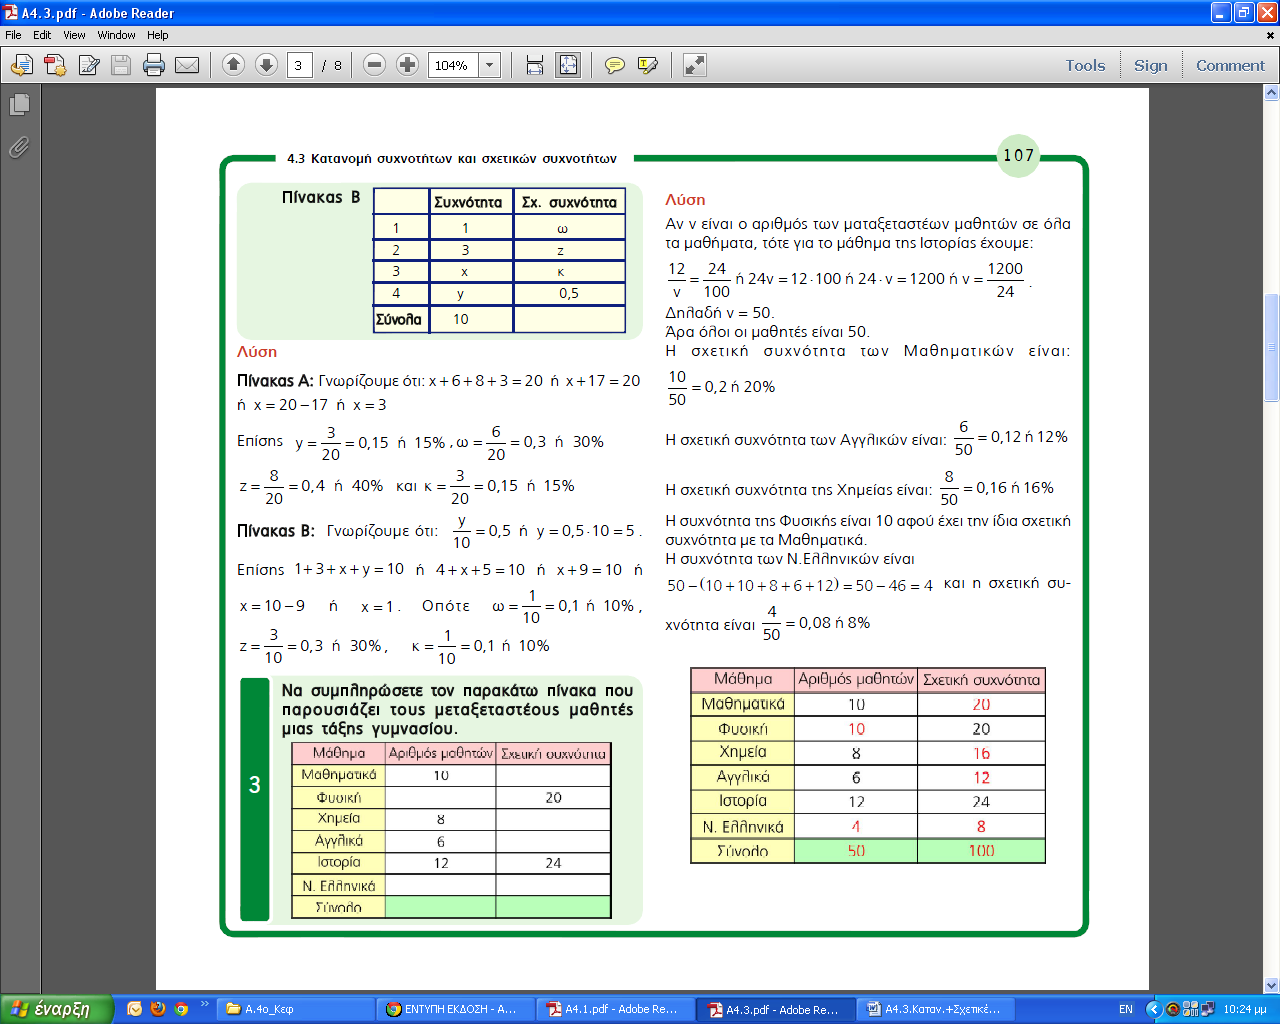 A4.3.pdf - Adobe Reader
File Edit View Window Help
3 / 8 104% Tools Sign Comment
4.3 Κατανομή συχνοτήτων και σχετικών συχνοτήτων 107
Πίνακας Β
Συχνότητα Σχ. συχνότητα
1 1 ω
2 3 z
3 x κ
4 y 0,5
Σύνολα 10
Λύση
Πίνακας Α: Γνωρίζουμε ότι: x + 6 + 8 + 3 = 20 ή x + 17 = 20
ή x = 20 – 17 ή x = 3
Επίσης y = 3/20 = 0,15 ή 15% , ω = 6/20 = 0,3 ή 30%
z = 8/20 = 0,4 ή 40% και κ = 3/20 = 0,15 ή 15%
Πίνακας Β: Γνωρίζουμε ότι: y/10 = 0,5 ή y = 0,5 · 10 = 5 .
Επίσης 1 + 3 + x + y = 10 ή 4 + x + 5 = 10 ή x + 9 = 10 ή
x = 10 – 9 ή x = 1 . Οπότε ω = 1/10 = 0,1 ή 10% ,
z = 3/10 = 0,3 ή 30% , κ = 1/10 = 0,1 ή 10%
3
Να συμπληρώσετε τον παρακάτω πίνακα που
παρουσιάζει τους μεταξεταστέους μαθητές
μιας τάξης γυμνασίου.
Μάθημα Αριθμός μαθητών Σχετική συχνότητα
Μαθηματικά 10
Φυσική 20
Χημεία 8
Αγγλικά 6
Ιστορία 12 24
Ν. Ελληνικά
Σύνολο
Λύση
Αν ν είναι ο αριθμός των ματαξεταστέων μαθητών σε όλα
τα μαθήματα, τότε για το μάθημα της Ιστορίας έχουμε:
12/ν = 24/100 ή 24ν = 12 · 100 ή 24 · ν = 1200 ή ν = 1200/24 .
Δηλαδή ν = 50.
Άρα όλοι οι μαθητές είναι 50.
Η σχετική συχνότητα των Μαθηματικών είναι:
10/50 = 0,2 ή 20%
Η σχετική συχνότητα των Αγγλικών είναι: 6/50 = 0,12 ή 12%
Η σχετική συχνότητα της Χημείας είναι: 8/50 = 0,16 ή 16%
Η συχνότητα της Φυσικής είναι 10 αφού έχει την ίδια σχετική
συχνότητα με τα Μαθηματικά.
Η συχνότητα των Ν.Ελληνικών είναι
50 – (10 + 10 + 8 + 6 + 12) = 50 – 46 = 4 και η σχετική συ-
χνότητα είναι 4/50 = 0,08 ή 8%
Μάθημα Αριθμός μαθητών Σχετική συχνότητα
Μαθηματικά 10 20
Φυσική 10 20
Χημεία 8 16
Αγγλικά 6 12
Ιστορία 12 24
Ν. Ελληνικά 4 8
Σύνολο 50 100
έναρξη A.4o_Κεφ ΕΝΤΥΠΗ ΕΚΔΟΣΗ - A... A4.1.pdf - Adobe Re... A4.3.pdf - Adobe Re... A4.3.Καταν.+Σχετικέ... EN 10:24 μμ